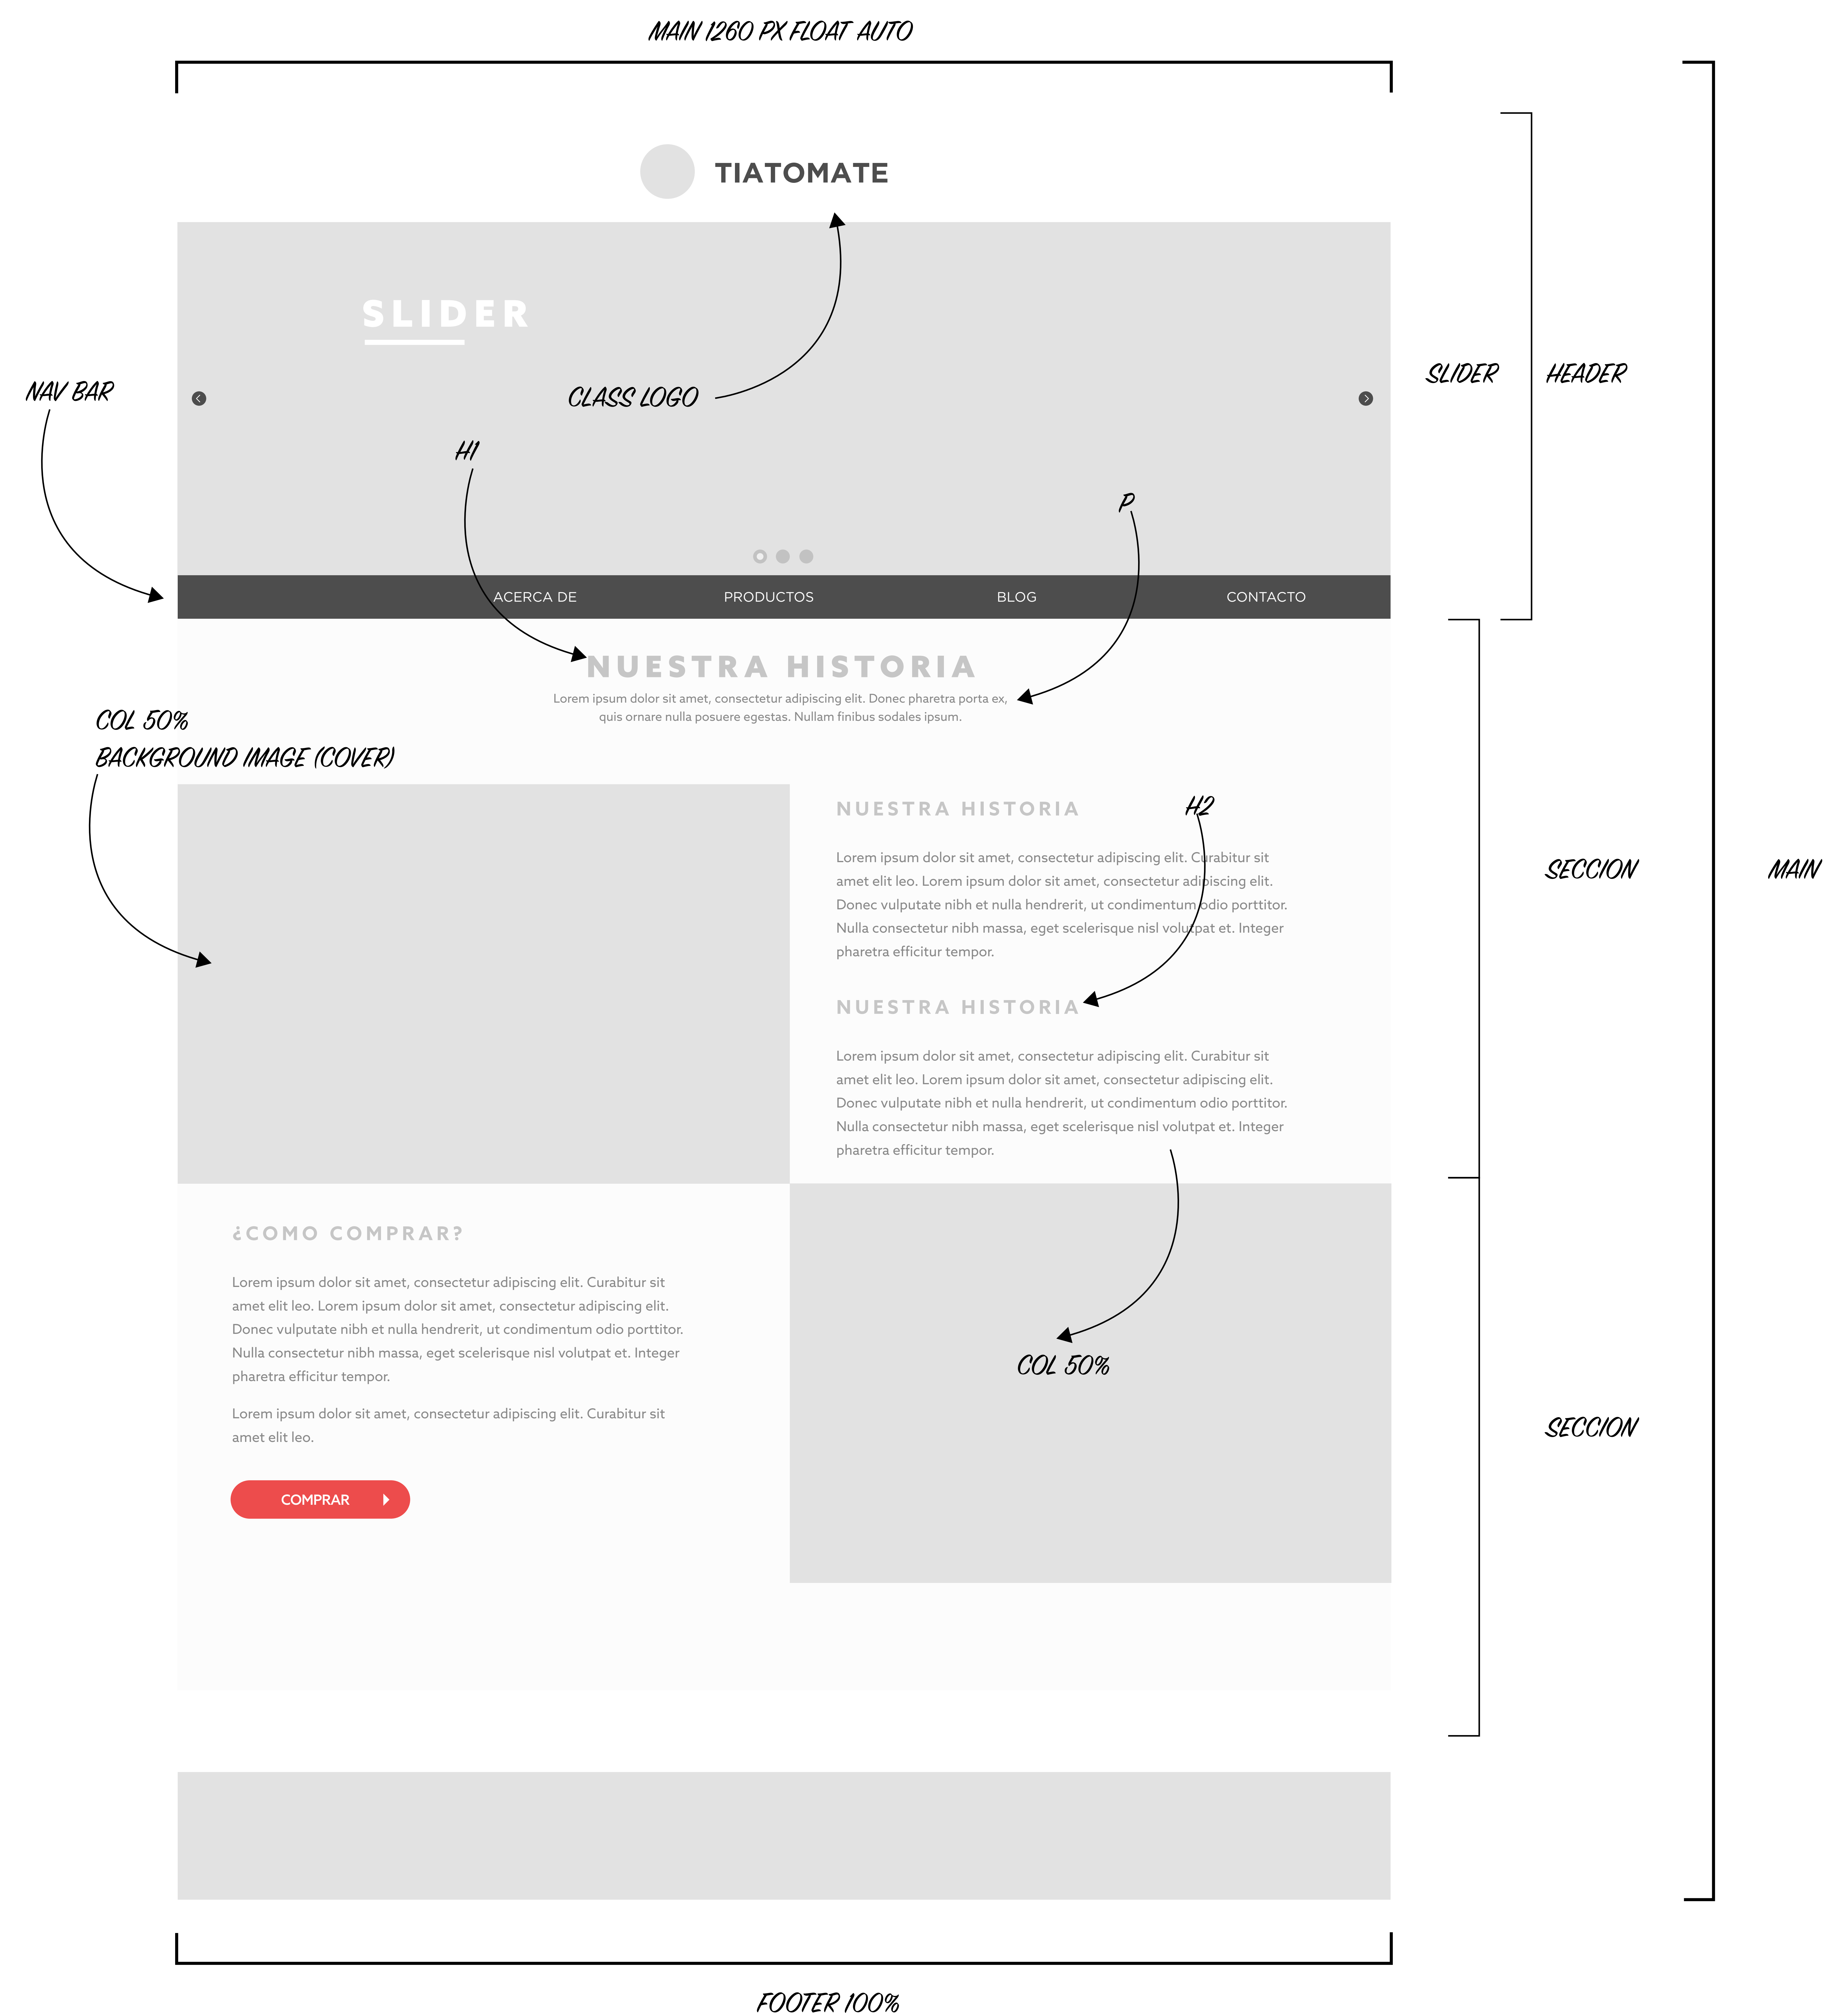 MAIN 1260 PX FLOAT AUTO
TIATOMATE
SLIDER
SLIDER
HEADER
NAV BAR
CLASS LOGO
H1
P
ACERCA DE
PRODUCTOS
BLOG
CONTACTO
NUESTRA HISTORIA
Lorem ipsum dolor sit amet, consectetur adipiscing elit. Donec pharetra porta ex,
quis ornare nulla posuere egestas. Nullam finibus sodales ipsum.
COL 50%
BACKGROUND IMAGE (COVER)
NUESTRA HISTORIA
H2
Lorem ipsum dolor sit amet, consectetur adipiscing elit. Curabitur sit
amet elit leo. Lorem ipsum dolor sit amet, consectetur adipiscing elit.
Donec vulputate nibh et nulla hendrerit, ut condimentum odio porttitor.
Nulla consectetur nibh massa, eget scelerisque nisl volutpat et. Integer
pharetra efficitur tempor.
SECCION
MAIN
NUESTRA HISTORIA
Lorem ipsum dolor sit amet, consectetur adipiscing elit. Curabitur sit
amet elit leo. Lorem ipsum dolor sit amet, consectetur adipiscing elit.
Donec vulputate nibh et nulla hendrerit, ut condimentum odio porttitor.
Nulla consectetur nibh massa, eget scelerisque nisl volutpat et. Integer
pharetra efficitur tempor.
¿COMO COMPRAR?
Lorem ipsum dolor sit amet, consectetur adipiscing elit. Curabitur sit
amet elit leo. Lorem ipsum dolor sit amet, consectetur adipiscing elit.
Donec vulputate nibh et nulla hendrerit, ut condimentum odio porttitor.
Nulla consectetur nibh massa, eget scelerisque nisl volutpat et. Integer
pharetra efficitur tempor.
Lorem ipsum dolor sit amet, consectetur adipiscing elit. Curabitur sit
amet elit leo.
COL 50%
SECCION
COMPRAR
FOOTER 100%